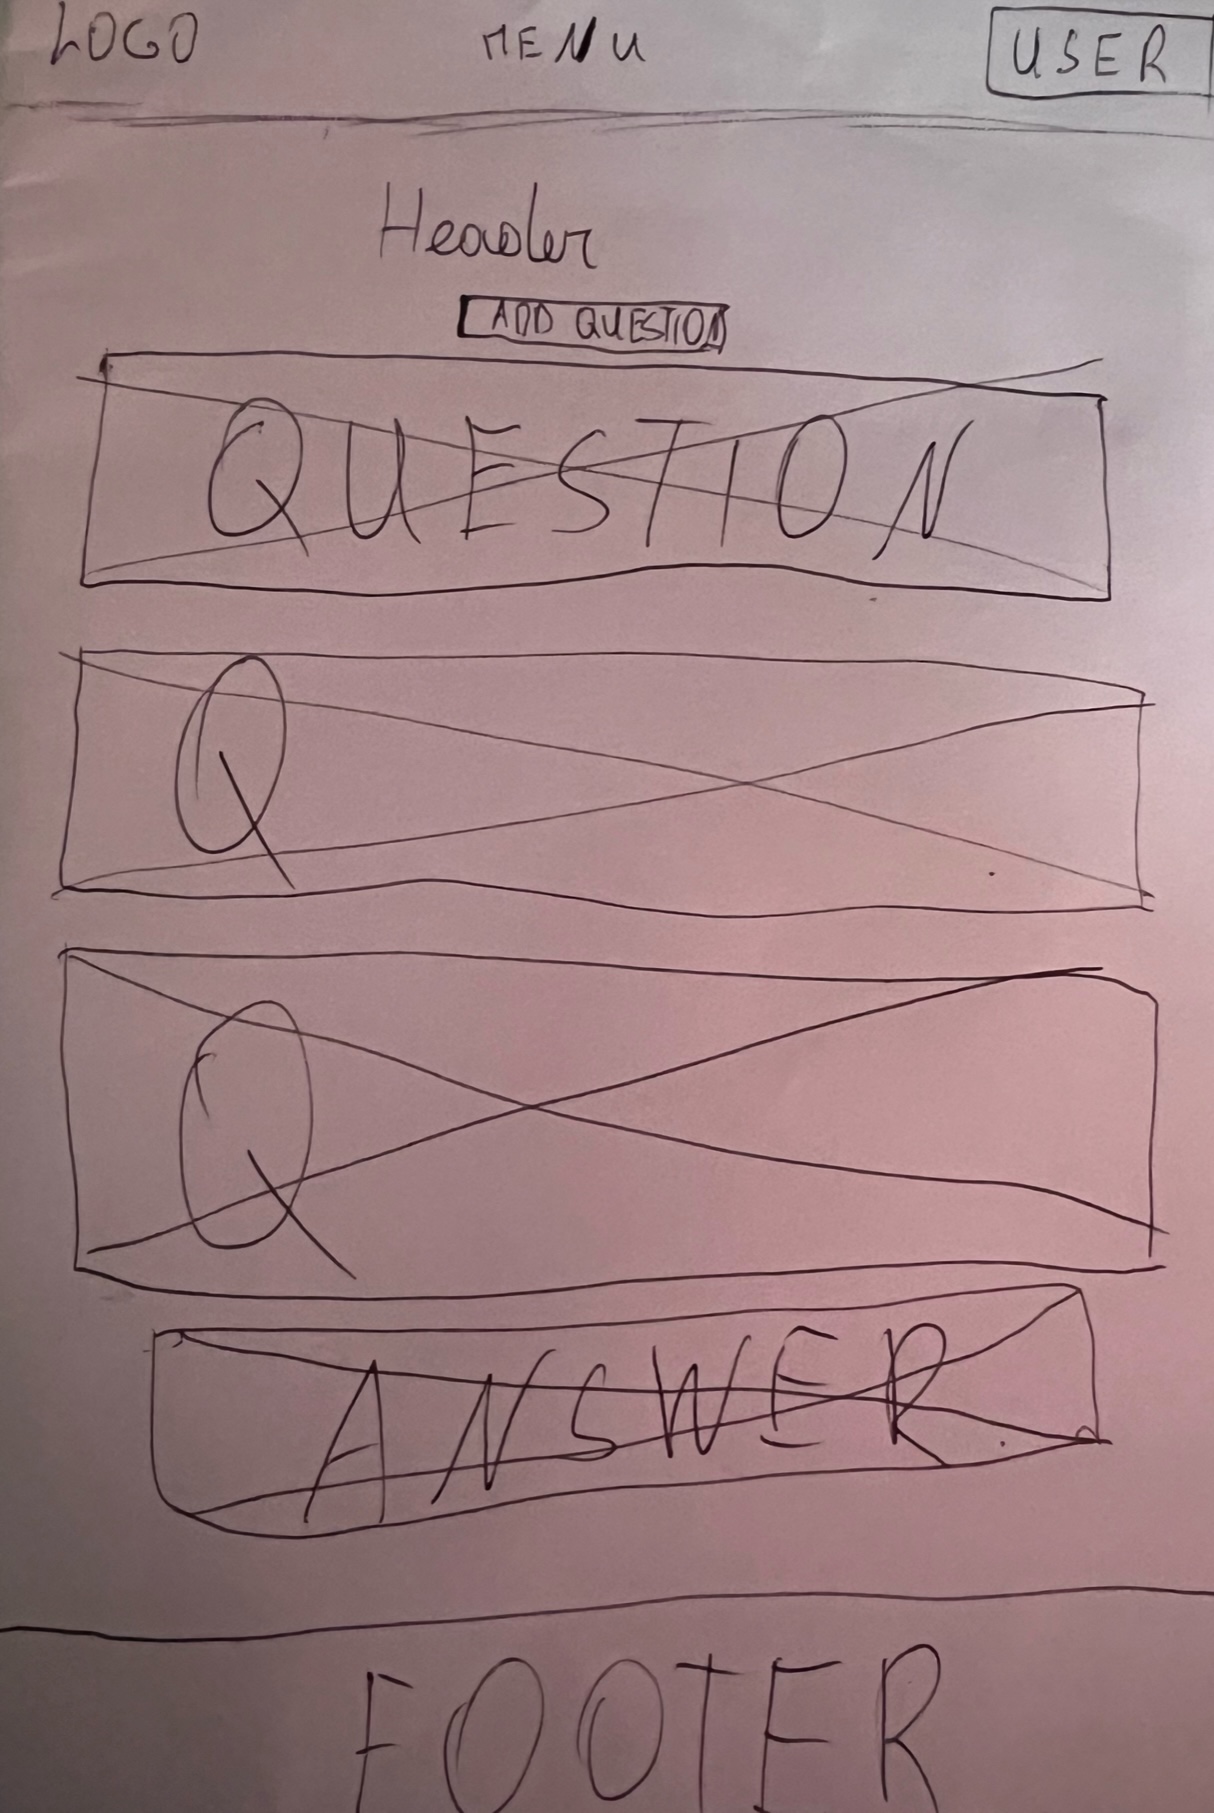 LOGO MENU USER
Header
ADD QUESTION
QUESTION
Q
Q
ANSWER
FOOTER